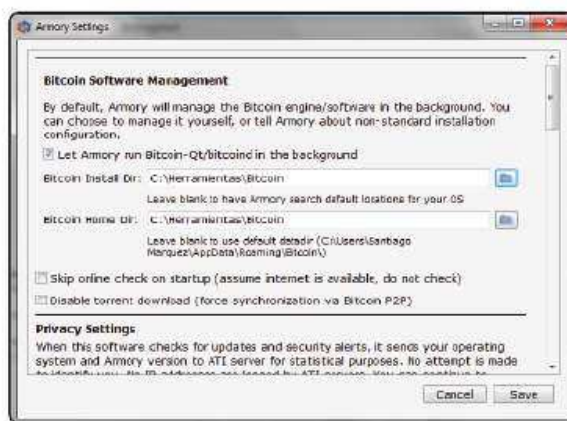 Armory Settings
Bitcoin Software Management
By default, Armory will manage the Bitcoin engine/software in the background. You
can choose to manage it yourself, or tell Armory about non-standard installation
configuration.
Let Armory run Bitcoin-Qt/bitcoind in the background
Bitcoin Install Dir: C:\Herramientas\Bitcoin
Leave blank to have Armory search default locations for your OS
Bitcoin Home Dir: C:\Herramientas\Bitcoin
Leave blank to use default datadir (C:\Users\Santiago
Marquez\AppData\Roaming\Bitcoin\)
Skip online check on startup (assume internet is available, do not check)
Disable torrent download (force synchronization via Bitcoin P2P)
Privacy Settings
When this software checks for updates and security alerts, it sends your operating
system and Armory version to ATI server for statistical purposes. No attempt is made
Cancel Save